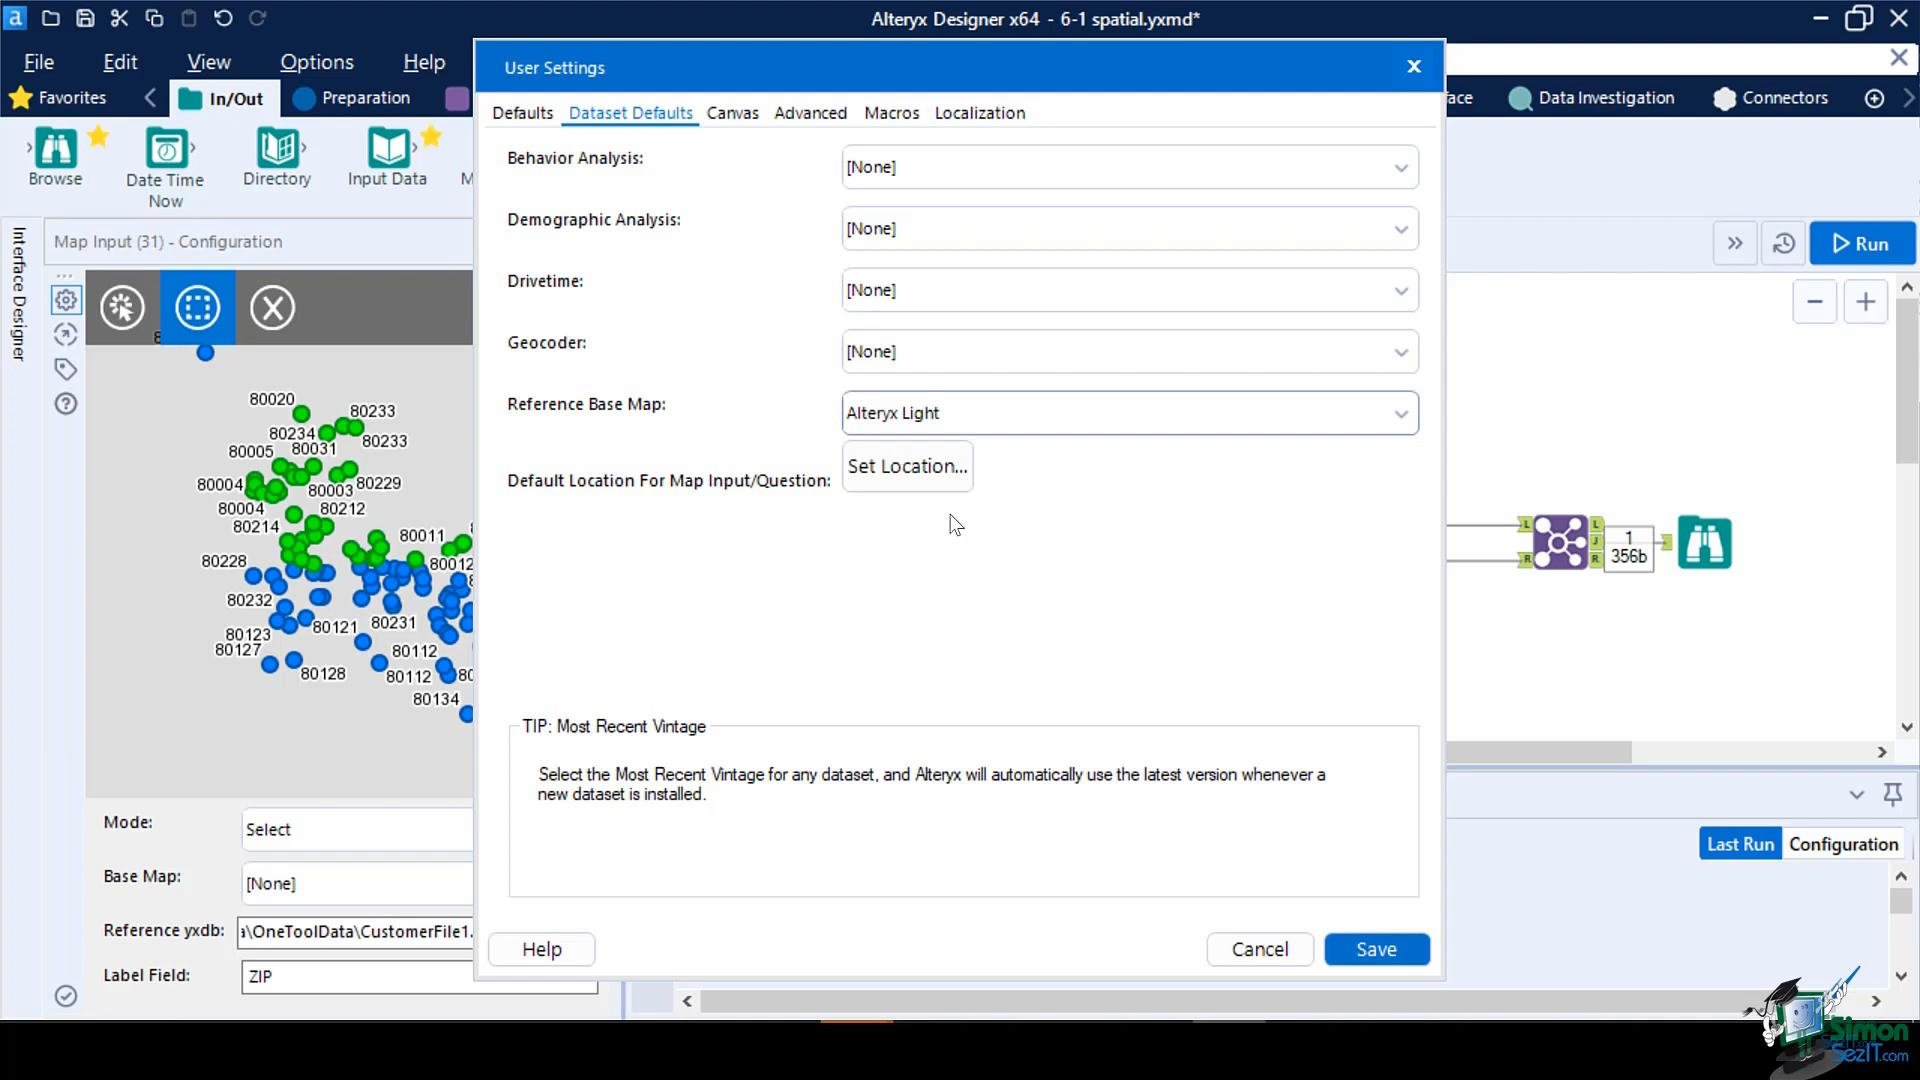 Alteryx Designer x64 - 6-1 spatial.yxmd*
File Edit View Options Help
Favorites In/Out Preparation
Data Investigation Connectors
Browse
Date Time
Now
Directory
Input Data
Interface Designer
Map Input (31) - Configuration
Run
80020
80233
80234
80233
80005
80031
80004
80003
80229
80004
80212
80214
80011
80228
80012
80232
80123
80121
80231
80127
80112
80128
80112
80134
Mode: Select
Base Map: [None]
Reference yxdb: \OneToolData\CustomerFile1.
Label Field: ZIP
User Settings
Defaults Dataset Defaults Canvas Advanced Macros Localization
Behavior Analysis: [None]
Demographic Analysis: [None]
Drivetime: [None]
Geocoder: [None]
Reference Base Map: Alteryx Light
Default Location For Map Input/Question: Set Location...
TIP: Most Recent Vintage
Select the Most Recent Vintage for any dataset, and Alteryx will automatically use the latest version whenever a
new dataset is installed.
Help Cancel Save
L
R
L
J
R
1
356b
Last Run Configuration
Simon
SezIT.com